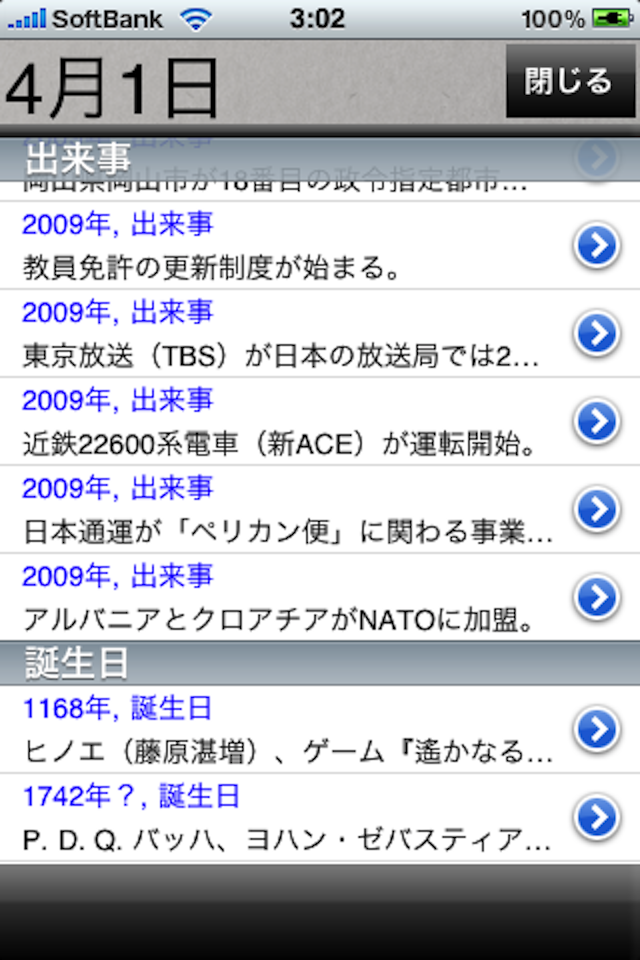 SoftBank 3:02 100%
4月1日 閉じる
出来事
岡山県岡山市が18番目の政令指定都市…
2009年, 出来事
教員免許の更新制度が始まる。
2009年, 出来事
東京放送（TBS）が日本の放送局では2…
2009年, 出来事
近鉄22600系電車（新ACE）が運転開始。
2009年, 出来事
日本通運が「ペリカン便」に関わる事業…
2009年, 出来事
アルバニアとクロアチアがNATOに加盟。
誕生日
1168年, 誕生日
ヒノエ（藤原湛増）、ゲーム『遙かなる…
1742年？, 誕生日
P. D. Q. バッハ、ヨハン・ゼバスティア…